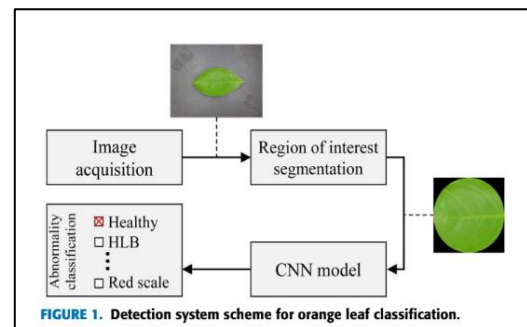 Image
acquisition
Region of interest
segmentation
Abnormality
classification
Healthy
HLB
Red scale
CNN model
FIGURE 1. Detection system scheme for orange leaf classification.